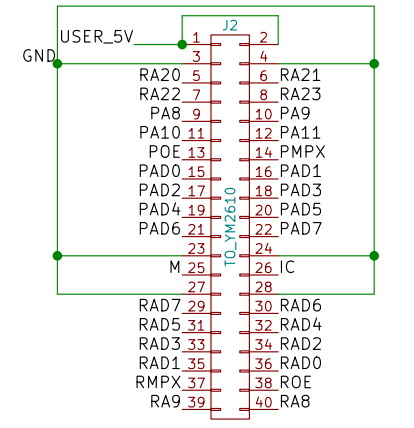 J2
USER_5V 1 2
GND 3 4
RA20 5 6 RA21
RA22 7 8 RA23
PA8 9 10 PA9
PA10 11 12 PA11
POE 13 14 PMPX
PAD0 15 16 PAD1
PAD2 17 18 PAD3
PAD4 19 20 PAD5
PAD6 21 22 PAD7
TO_YM2610
23 24
M 25 26 IC
27 28
RAD7 29 30 RAD6
RAD5 31 32 RAD4
RAD3 33 34 RAD2
RAD1 35 36 RAD0
RMPX 37 38 ROE
RA9 39 40 RA8